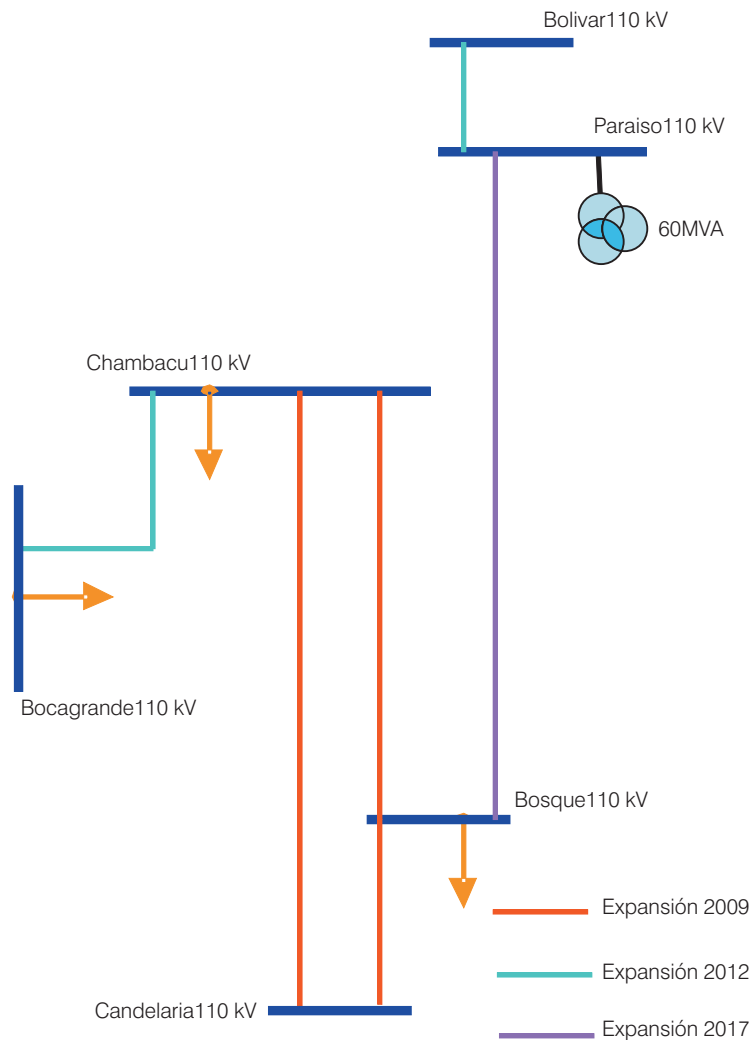 Bolivar110 kV
Paraiso110 kV
60MVA
Chambacu110 kV
Bocagrande110 kV
Bosque110 kV
Expansión 2009
Expansión 2012
Candelaria110 kV
Expansión 2017